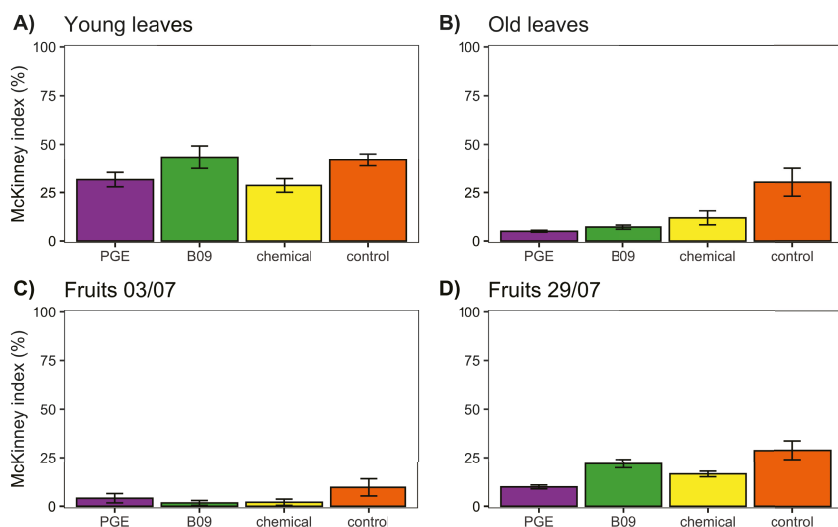 A) Young leaves
B) Old leaves
McKinney index (%)
100
75
50
25
0
PGE B09 chemical control
100
75
50
25
0
PGE B09 chemical control
C) Fruits 03/07
D) Fruits 29/07
McKinney index (%)
100
75
50
25
0
PGE B09 chemical control
100
75
50
25
0
PGE B09 chemical control